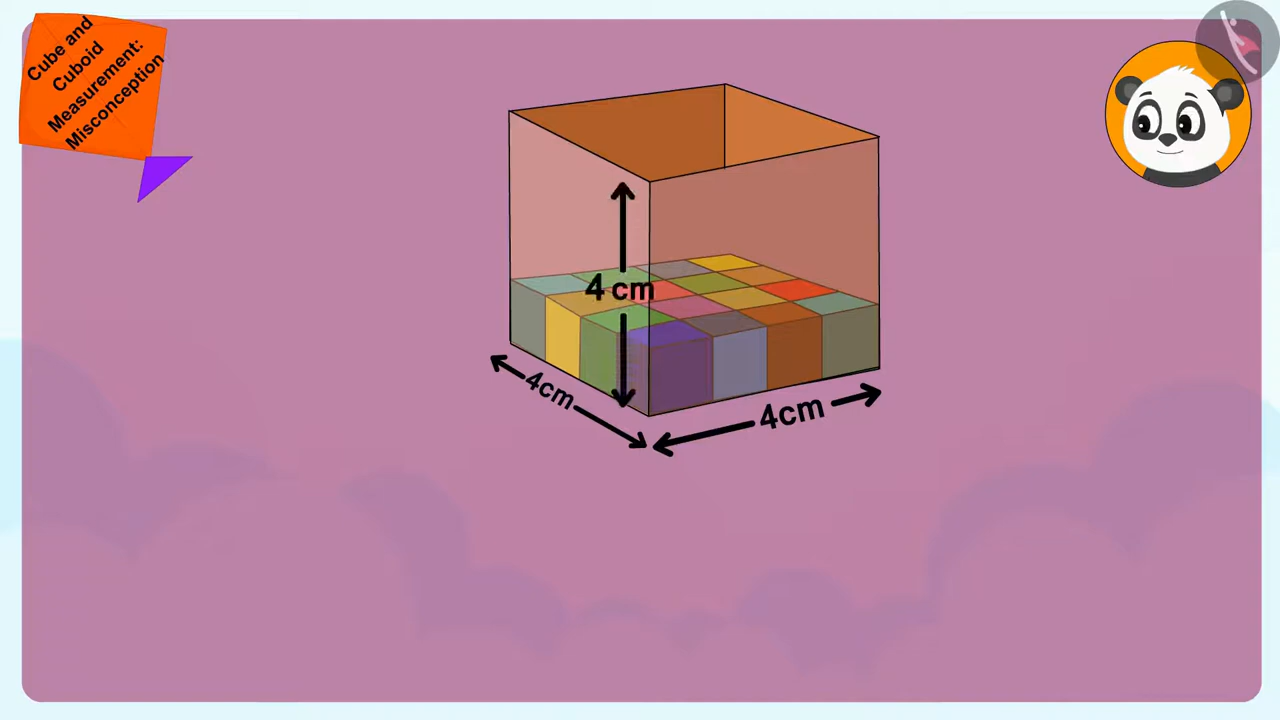 Cube and
Cuboid
Measurement:
Misconception
4 cm
4cm
4cm